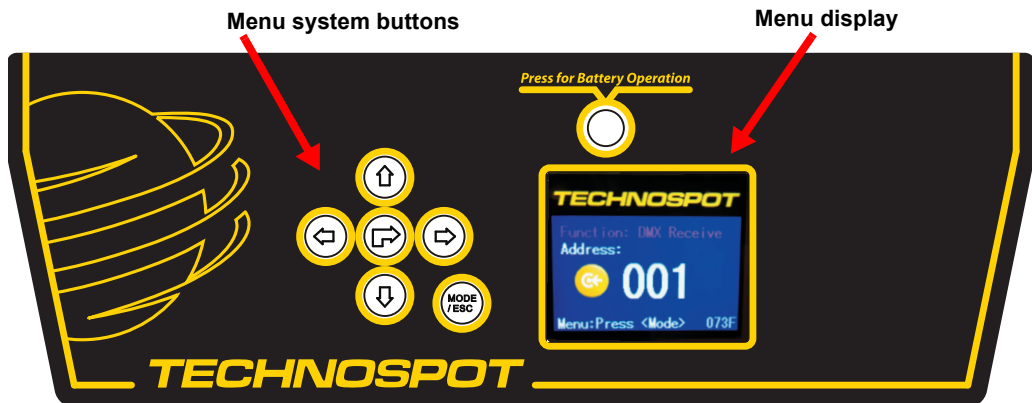 Menu system buttons
Menu display
Press for Battery Operation
TECHNOSPOT
Function: DMX Receive
Address:
001
Menu:Press <Mode> 073F
MODE
/ESC
TECHNOSPOT